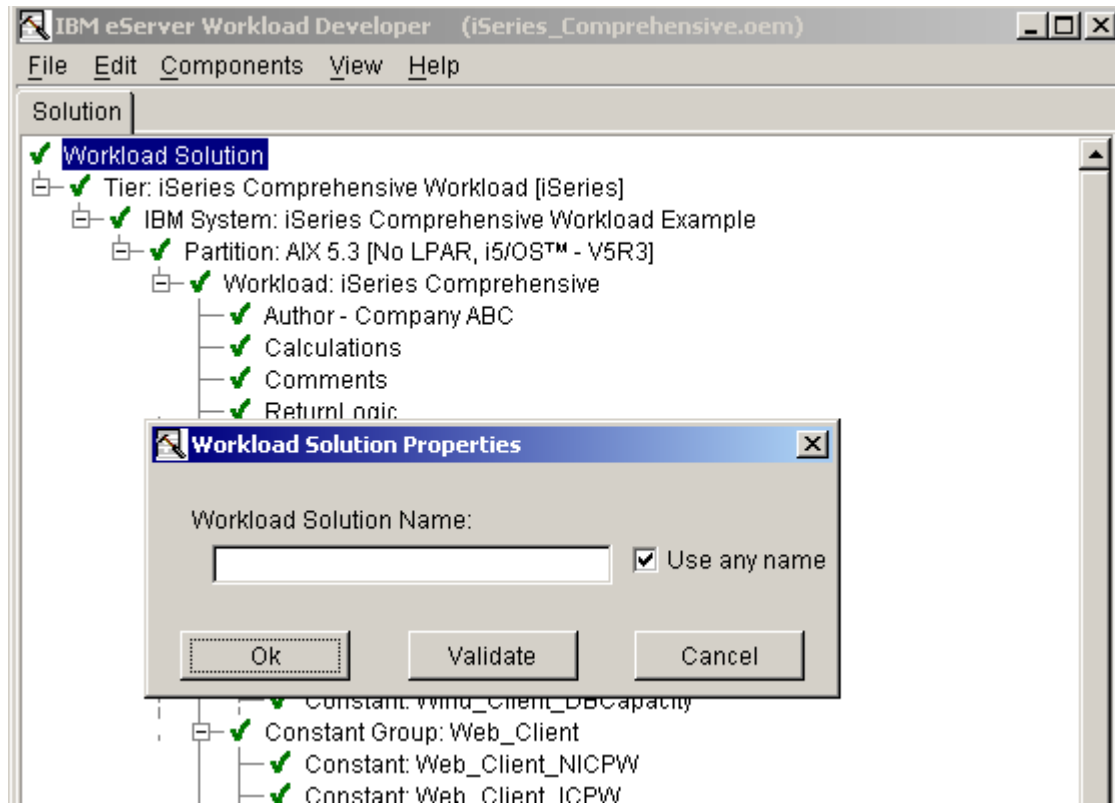 IBM eServer Workload Developer (iSeries_Comprehensive.oem)
File Edit Components View Help
Solution
Workload Solution
Tier: iSeries Comprehensive Workload [iSeries]
IBM System: iSeries Comprehensive Workload Example
Partition: AIX 5.3 [No LPAR, i5/OS™ - V5R3]
Workload: iSeries Comprehensive
Author - Company ABC
Calculations
Comments
ReturnLogic
Workload Solution Properties
Workload Solution Name:
Use any name
Ok Validate Cancel
Constant: Wind_Client_DBCapacity
Constant Group: Web_Client
Constant: Web_Client_NICPW
Constant: Web_Client_ICPW